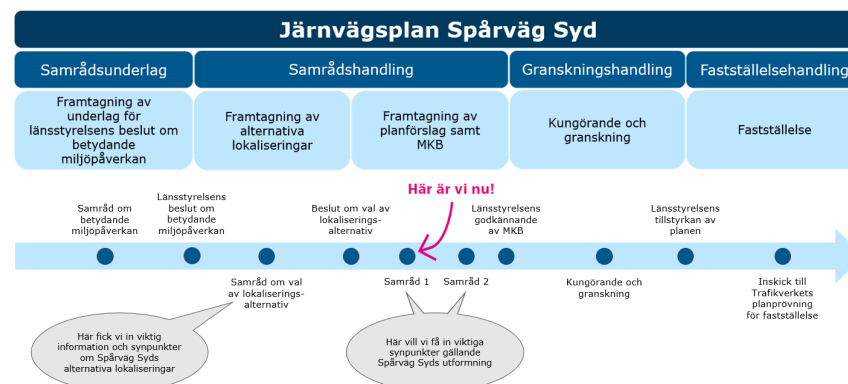 Järnvägsplan Spårväg Syd
Samrådsunderlag
Samrådshandling
Granskningshandling
Fastställelsehandling
Framtagning av
underlag för
länsstyrelsens beslut om
betydande
miljöpåverkan
Framtagning av
alternativa
lokaliseringar
Framtagning av
planförslag samt
MKB
Kungörande och
granskning
Fastställelse
Här är vi nu!
Samråd om
betydande
miljöpåverkan
Länsstyrelsens
beslut om
betydande
miljöpåverkan
Beslut om val av
lokaliserings-
alternativ
Länsstyrelsens
godkännande
av MKB
Länsstyrelsens
tillstyrkan av
planen
Samråd om val
av lokaliserings-
alternativ
Samråd 1
Samråd 2
Kungörande och
granskning
Inskick till
Trafikverkets
planprövning
för fastställelse
Här fick vi in viktig
information och synpunkter
om Spårväg Syds
alternativa lokaliseringar
Här vill vi få in viktiga
synpunkter gällande
Spårväg Syds utformning